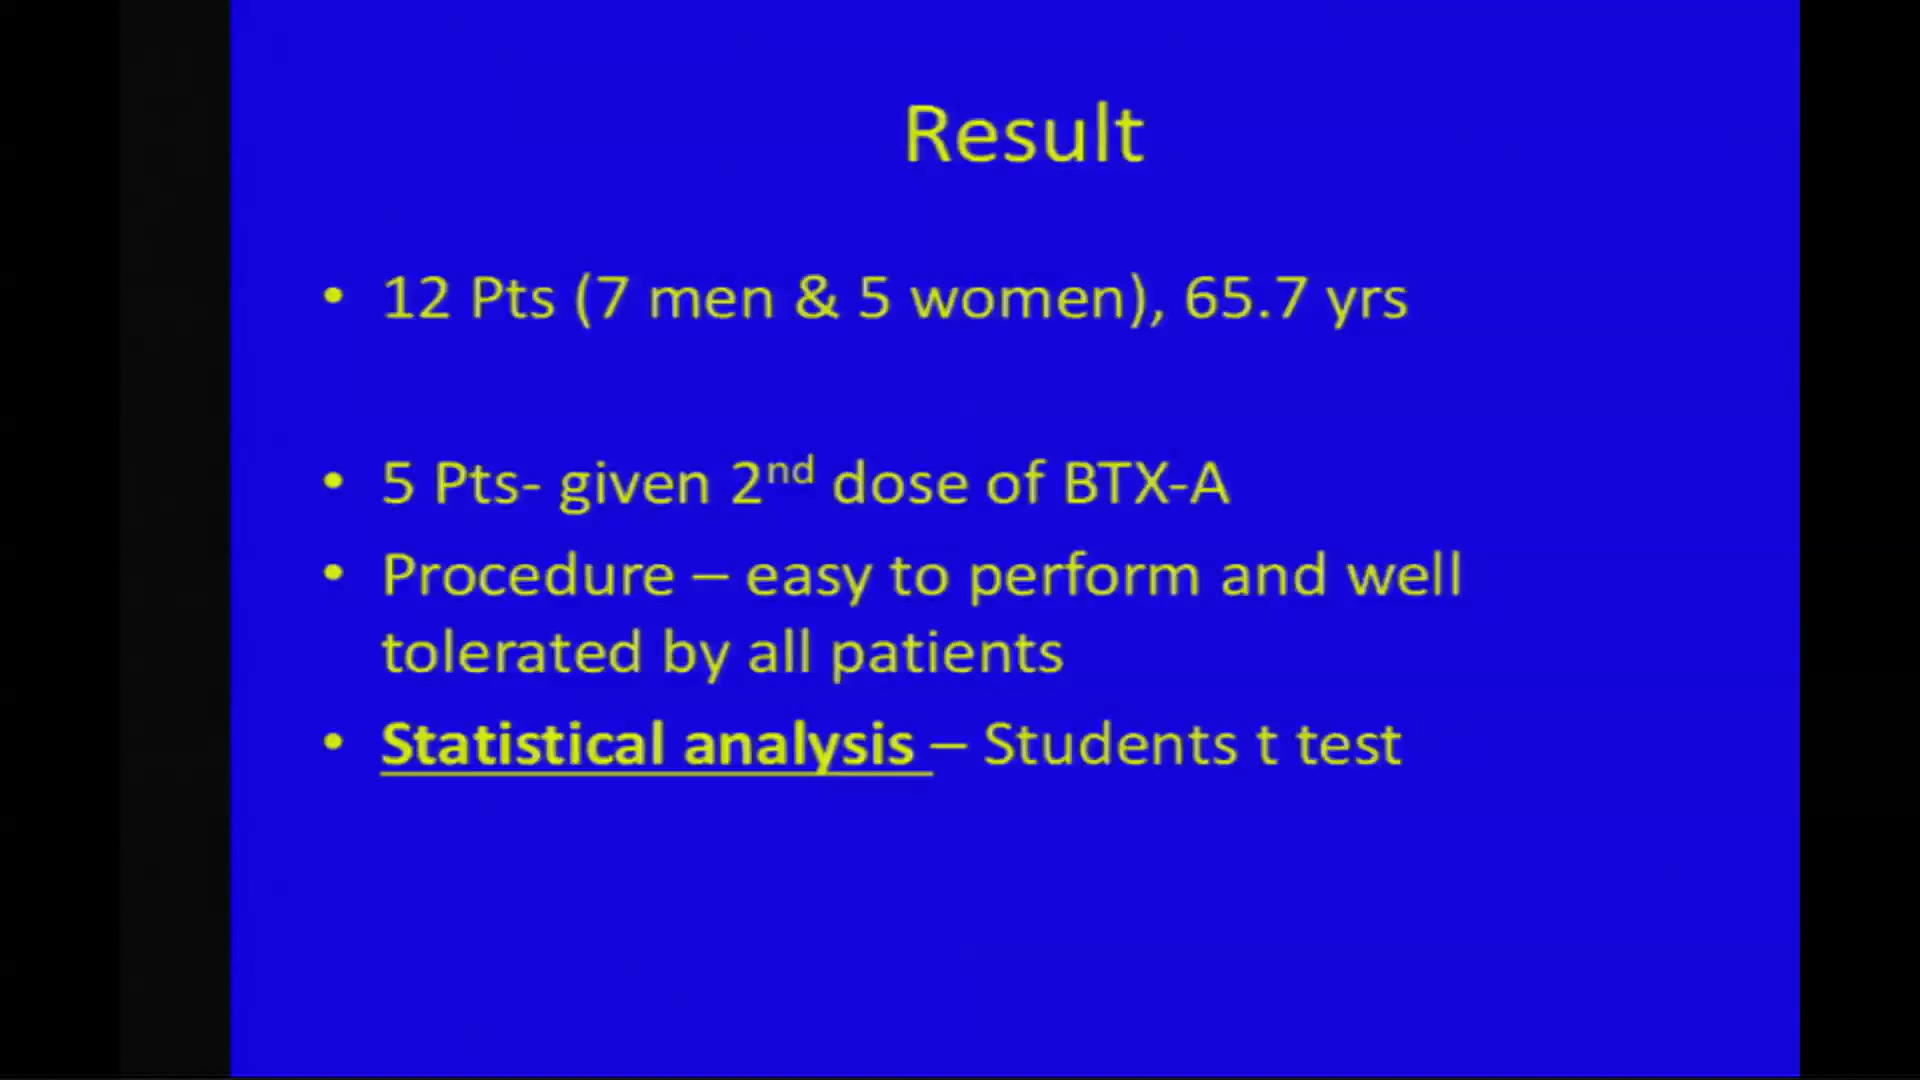 Result
• 12 Pts (7 men & 5 women), 65.7 yrs
• 5 Pts- given 2nd dose of BTX-A
• Procedure – easy to perform and well
tolerated by all patients
• Statistical analysis – Students t test